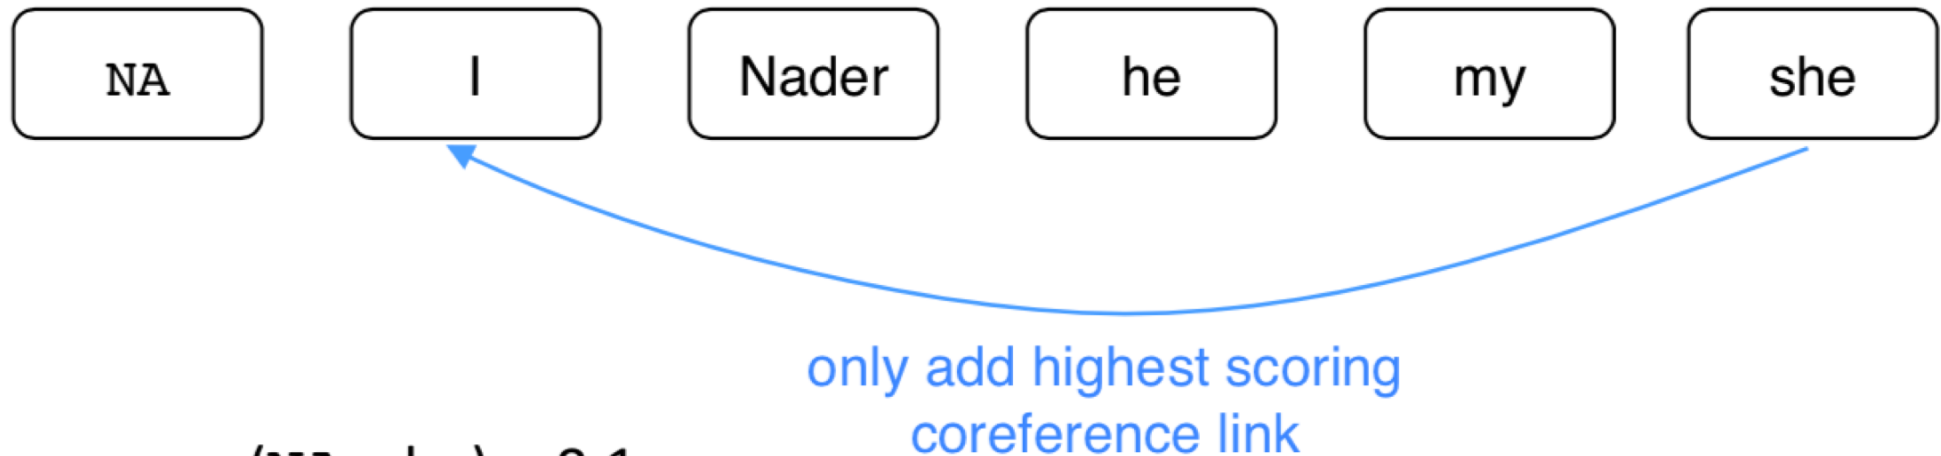 NA I Nader he my she
only add highest scoring
coreference link